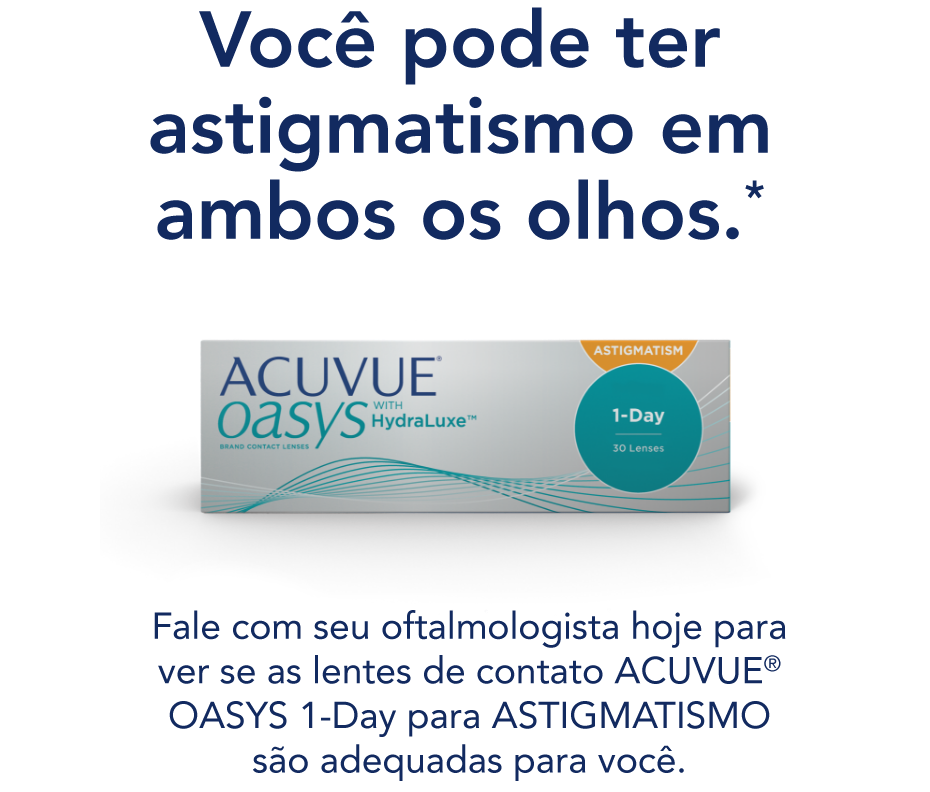 Você pode ter
astigmatismo em
ambos os olhos.*
ASTIGMATISM
ACUVUE®
OASYS WITH HydraLuxe™
BRAND CONTACT LENSES
1-Day
30 Lenses
Fale com seu oftalmologista hoje para
ver se as lentes de contato ACUVUE®
OASYS 1-Day para ASTIGMATISMO
são adequadas para você.